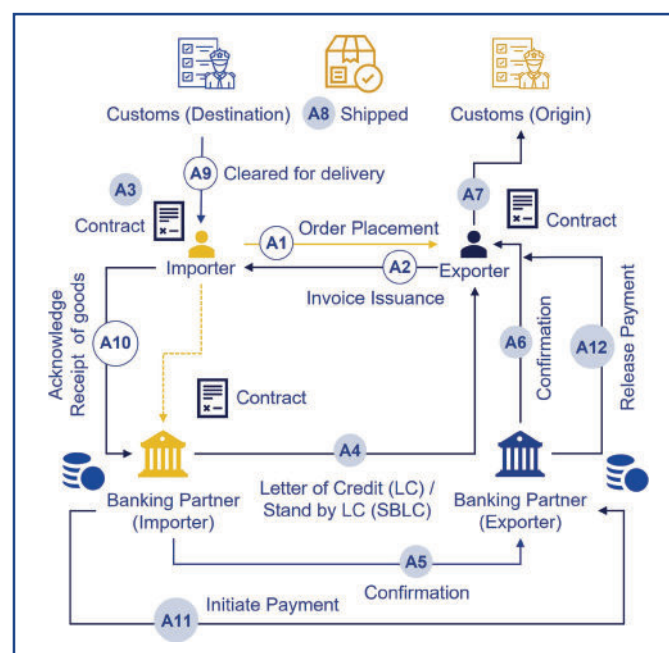 Customs (Destination)
A8 Shipped
Customs (Origin)
A9 Cleared for delivery
A3
Contract
A7
Contract
A1
Order Placement
Importer
A2
Exporter
Invoice Issuance
Acknowledge
Receipt of goods
A10
A6
Confirmation
A12
Release Payment
Contract
A4
Letter of Credit (LC) /
Stand by LC (SBLC)
Banking Partner
(Importer)
Banking Partner
(Exporter)
A5
Confirmation
A11
Initiate Payment